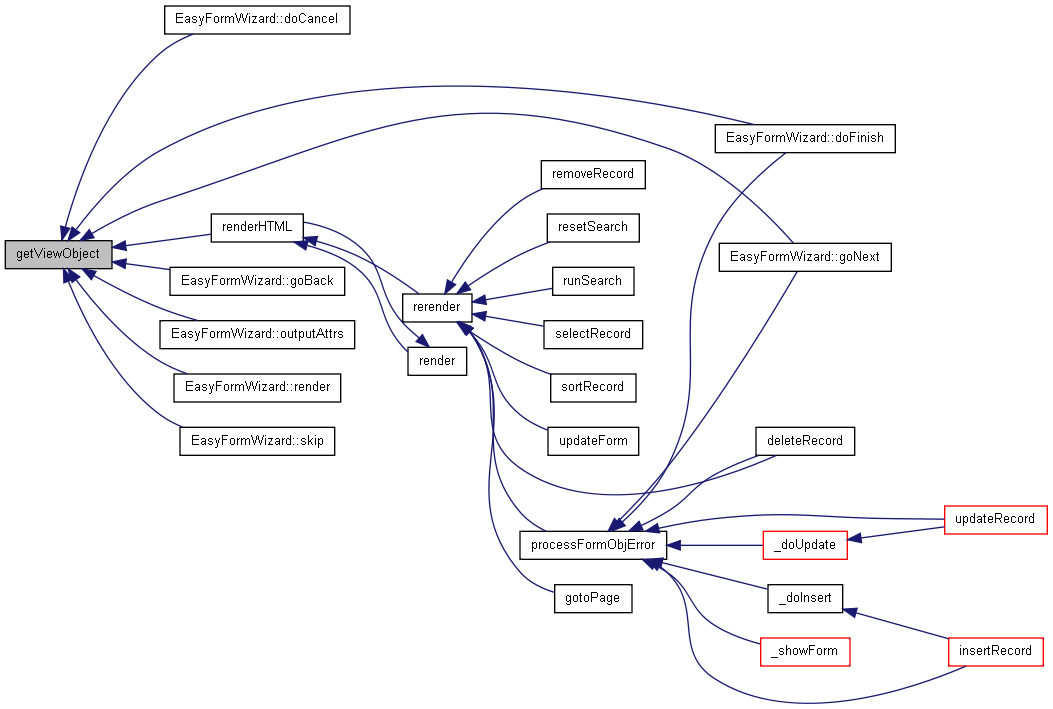 EasyFormWizard::doCancel
EasyFormWizard::doFinish
removeRecord
resetSearch
renderHTML
getViewObject
EasyFormWizard::goNext
EasyFormWizard::goBack
runSearch
rerender
EasyFormWizard::outputAttrs
selectRecord
render
EasyFormWizard::render
sortRecord
EasyFormWizard::skip
updateForm
deleteRecord
updateRecord
processFormObjError
_doUpdate
gotoPage
_doInsert
_showForm
insertRecord